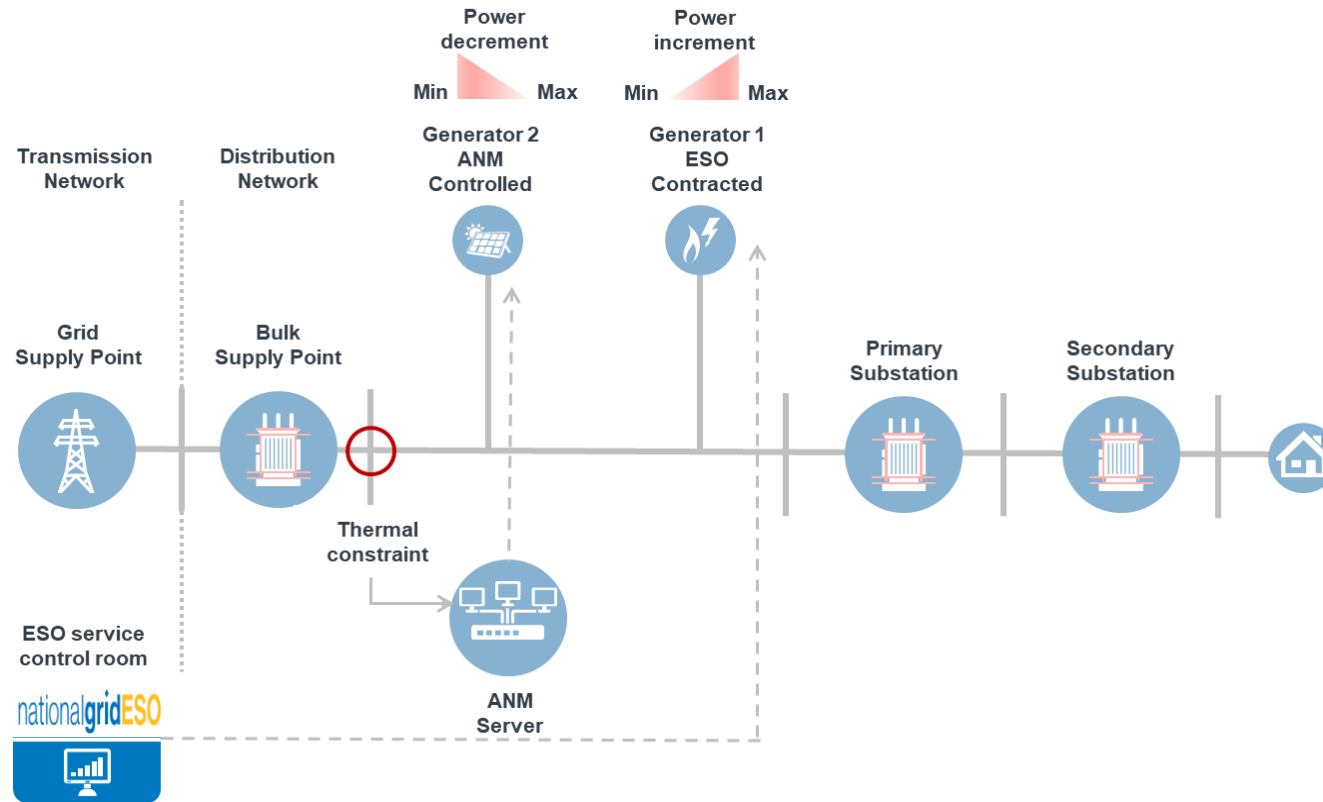 Power
decrement
Min
Max
Power
increment
Min
Max
Generator 2
ANM
Controlled
Generator 1
ESO
Contracted
Transmission
Network
Distribution
Network
Grid
Supply Point
Bulk
Supply Point
Primary
Substation
Secondary
Substation
Thermal
constraint
ESO service
control room
nationalgridESO
ANM
Server